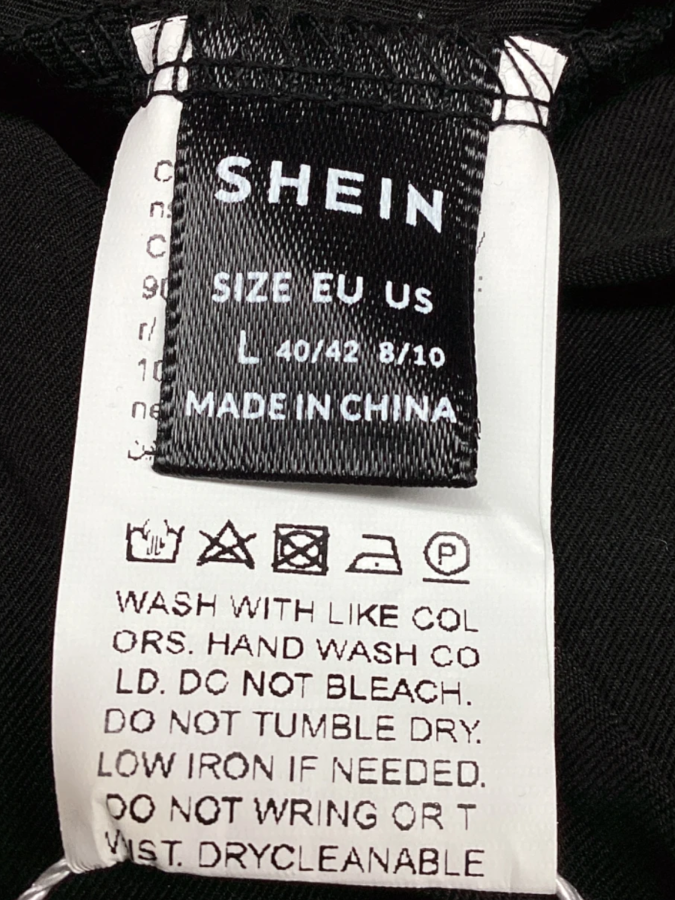 SHEIN
SIZE EU US
L 40/42 8/10
MADE IN CHINA
P
WASH WITH LIKE COL
ORS. HAND WASH CO
LD. DO NOT BLEACH.
DO NOT TUMBLE DRY.
LOW IRON IF NEEDED.
DO NOT WRING OR T
WIST. DRYCLEANABLE